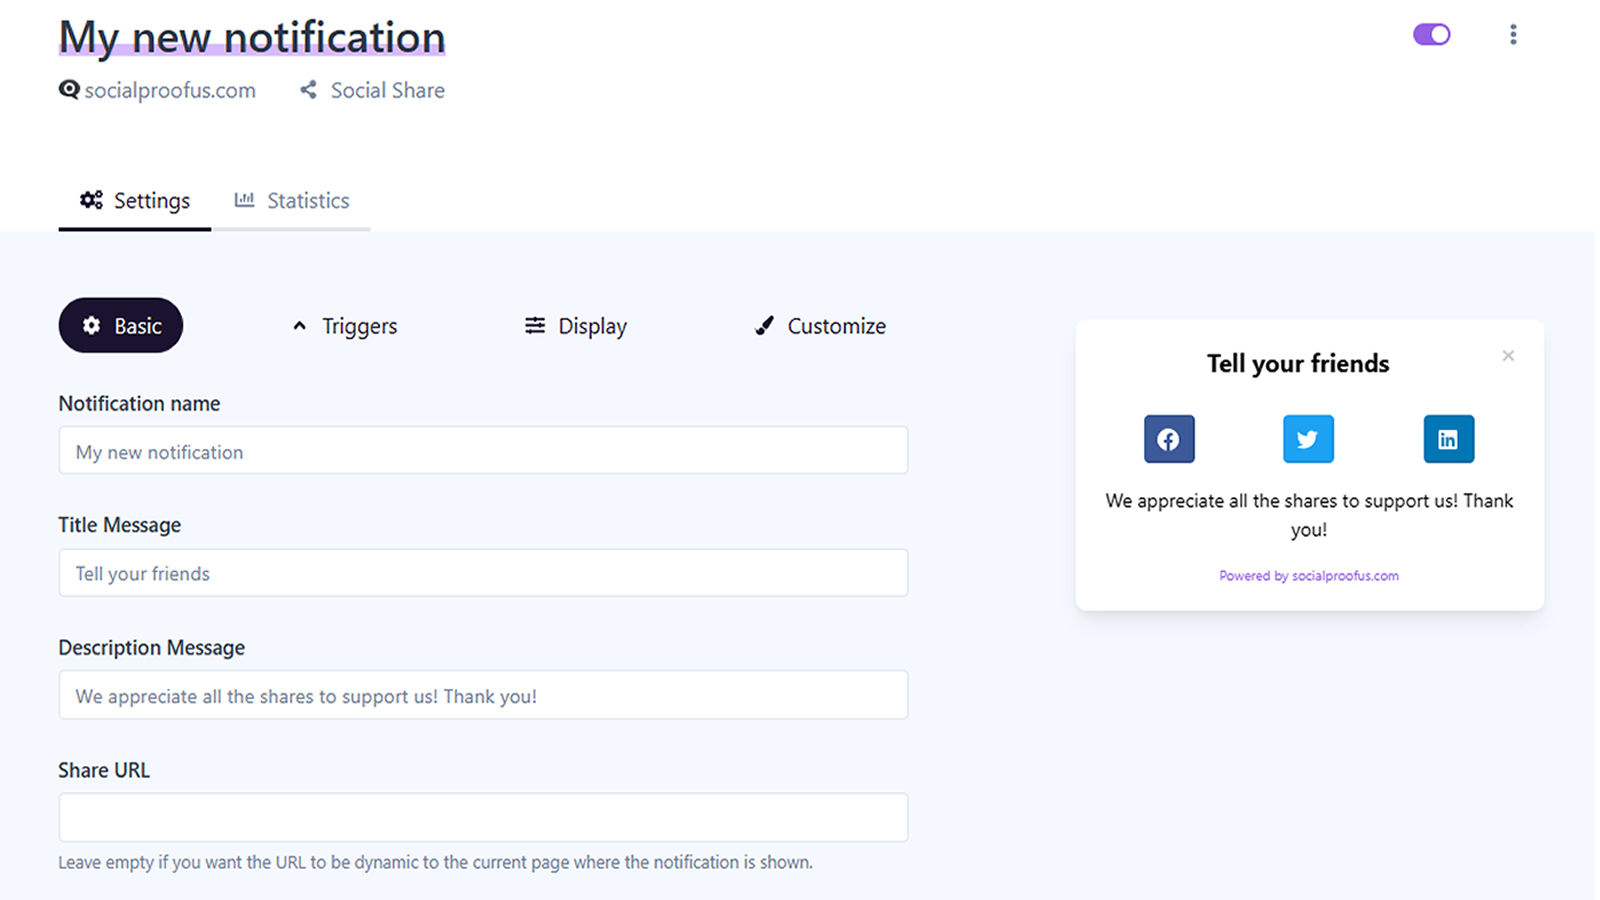 My new notification
socialproofus.com Social Share
Settings Statistics
Basic Triggers Display Customize
Notification name
My new notification
Title Message
Tell your friends
Description Message
We appreciate all the shares to support us! Thank you!
Share URL
Leave empty if you want the URL to be dynamic to the current page where the notification is shown.
Tell your friends
We appreciate all the shares to support us! Thank
you!
Powered by socialproofus.com